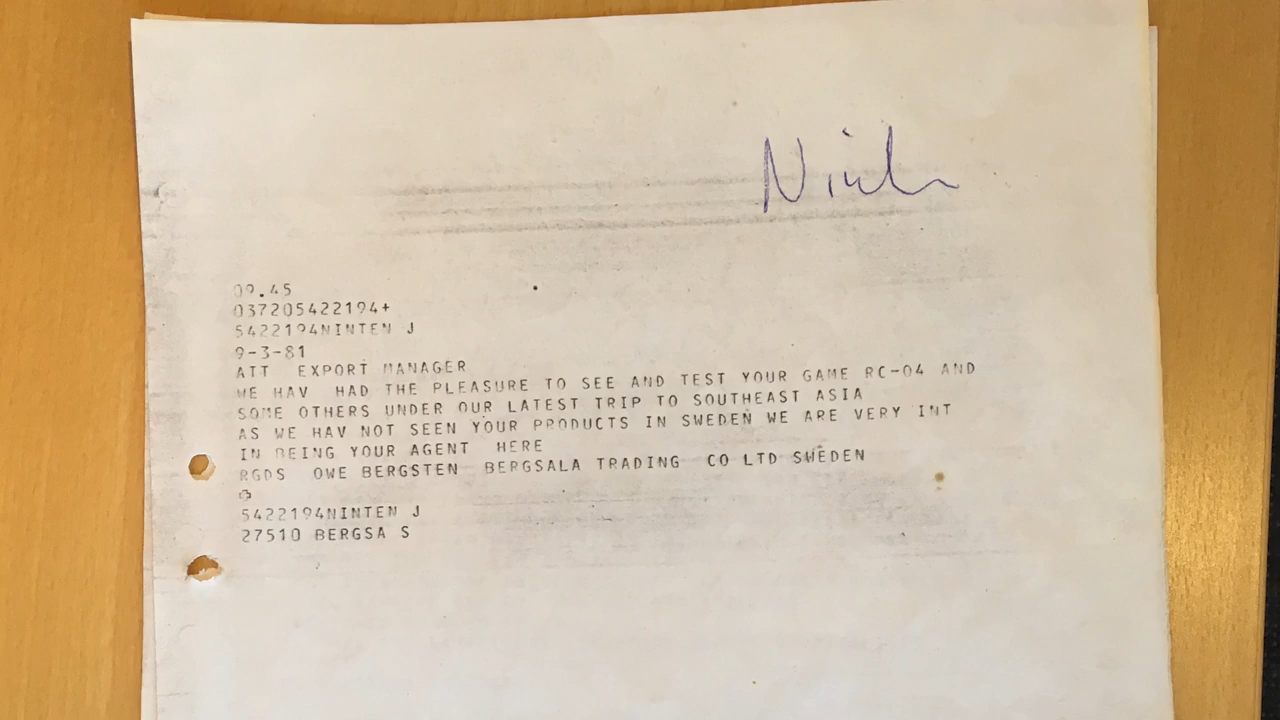 09.45
037205422194+
5422194NINTEN J
9-3-81
ATT EXPORT MANAGER
WE HAV HAD THE PLEASURE TO SEE AND TEST YOUR GAME RC-04 AND
SOME OTHERS UNDER OUR LATEST TRIP TO SOUTHEAST ASIA
AS WE HAV NOT SEEN YOUR PRODUCTS IN SWEDEN WE ARE VERY INT
IN BEING YOUR AGENT HERE
RGDS OWE BERGSTEN BERGSALA TRADING CO LTD SWEDEN
5422194NINTEN J
27510 BERGSA S